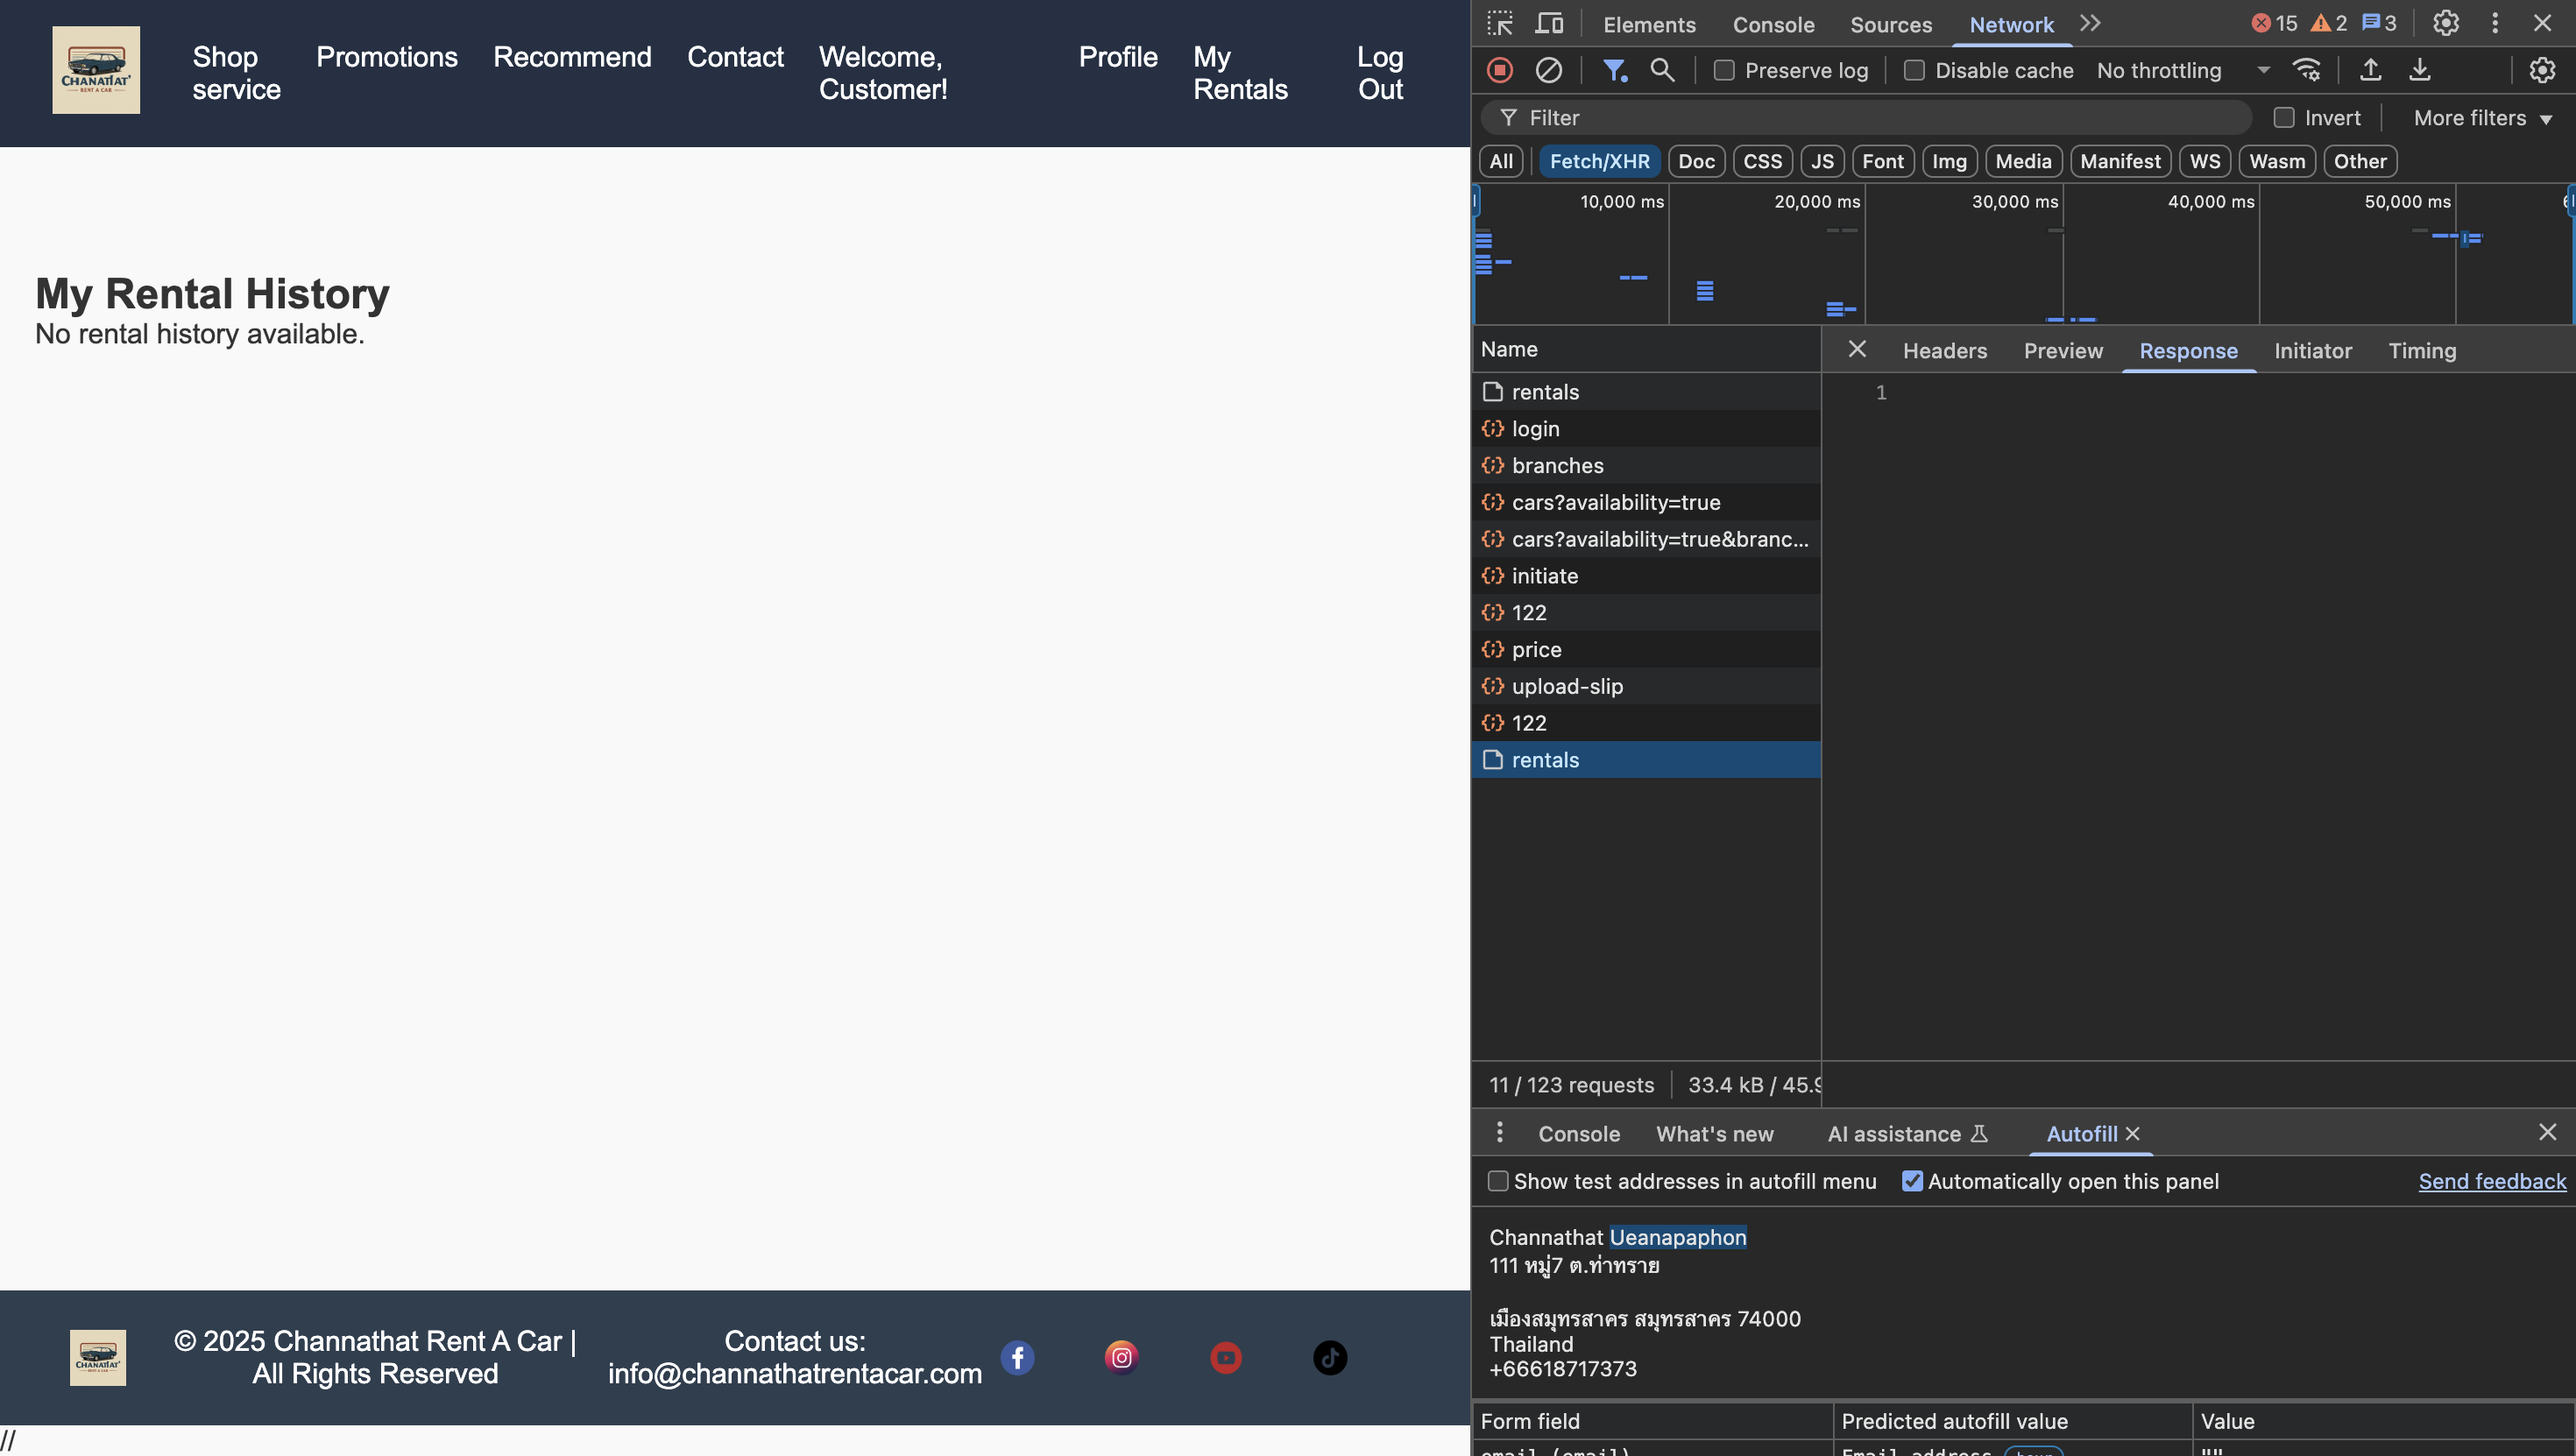 CHANATHAT'
RENT A CAR
Shop service
Promotions
Recommend
Contact
Welcome, Customer!
Profile
My Rentals
Log Out
My Rental History
No rental history available.
CHANATHAT'
© 2025 Channathat Rent A Car |
All Rights Reserved
Contact us:
info@channathatrentacar.com
//
Elements
Console
Sources
Network
15
2
3
Preserve log
Disable cache
No throttling
Filter
Invert
More filters
All
Fetch/XHR
Doc
CSS
JS
Font
Img
Media
Manifest
WS
Wasm
Other
10,000 ms
20,000 ms
30,000 ms
40,000 ms
50,000 ms
Name
Headers
Preview
Response
Initiator
Timing
rentals
login
branches
cars?availability=true
cars?availability=true&branc...
initiate
122
price
upload-slip
122
rentals
1
11 / 123 requests
33.4 kB / 45.9
Console
What's new
AI assistance
Autofill
Show test addresses in autofill menu
Automatically open this panel
Send feedback
Channathat Ueanapaphon
111 หมู่7 ต.ท่าทราย
เมืองสมุทรสาคร สมุทรสาคร 74000
Thailand
+66618717373
Form field
Predicted autofill value
Value
email (email)
Email address
""